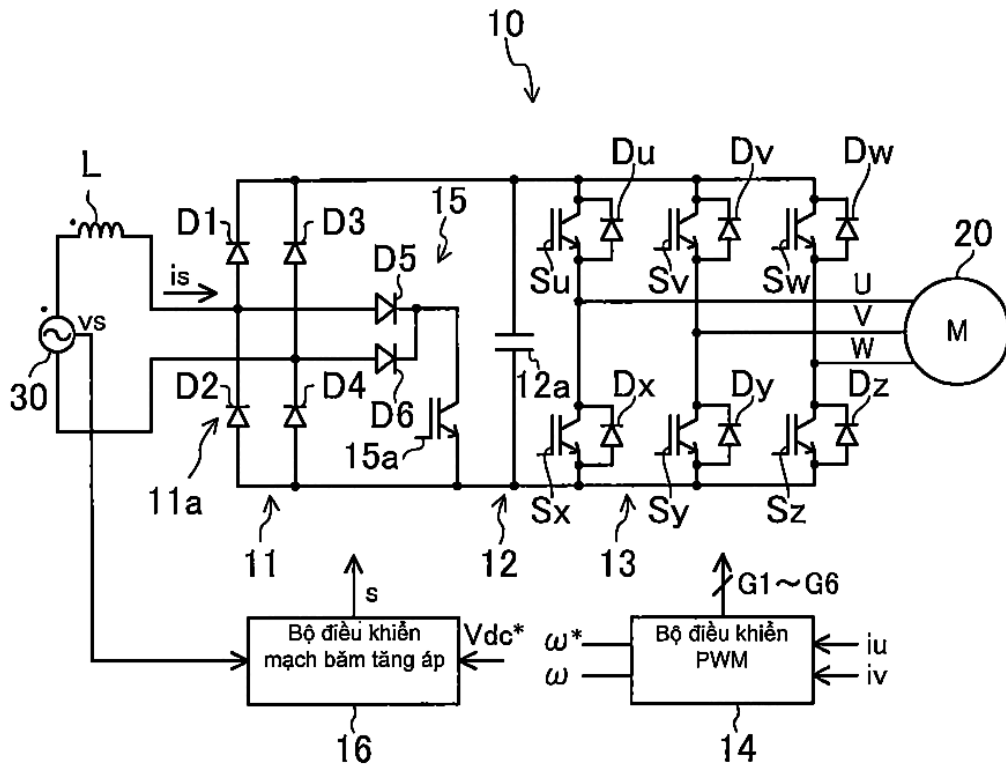 10
L
D1
D3
15
Du
Dv
Dw
is
D5
Su
Sv
Sw
20
U
V
W
M
vs
30
D2
D4
D6
12a
Dx
Dy
Dz
11a
15a
Sx
Sy
Sz
11
12
13
s
G1~G6
Bộ điều khiển
mạch băm tăng áp
Vdc*
ω*
ω
Bộ điều khiển
PWM
iu
iv
16
14